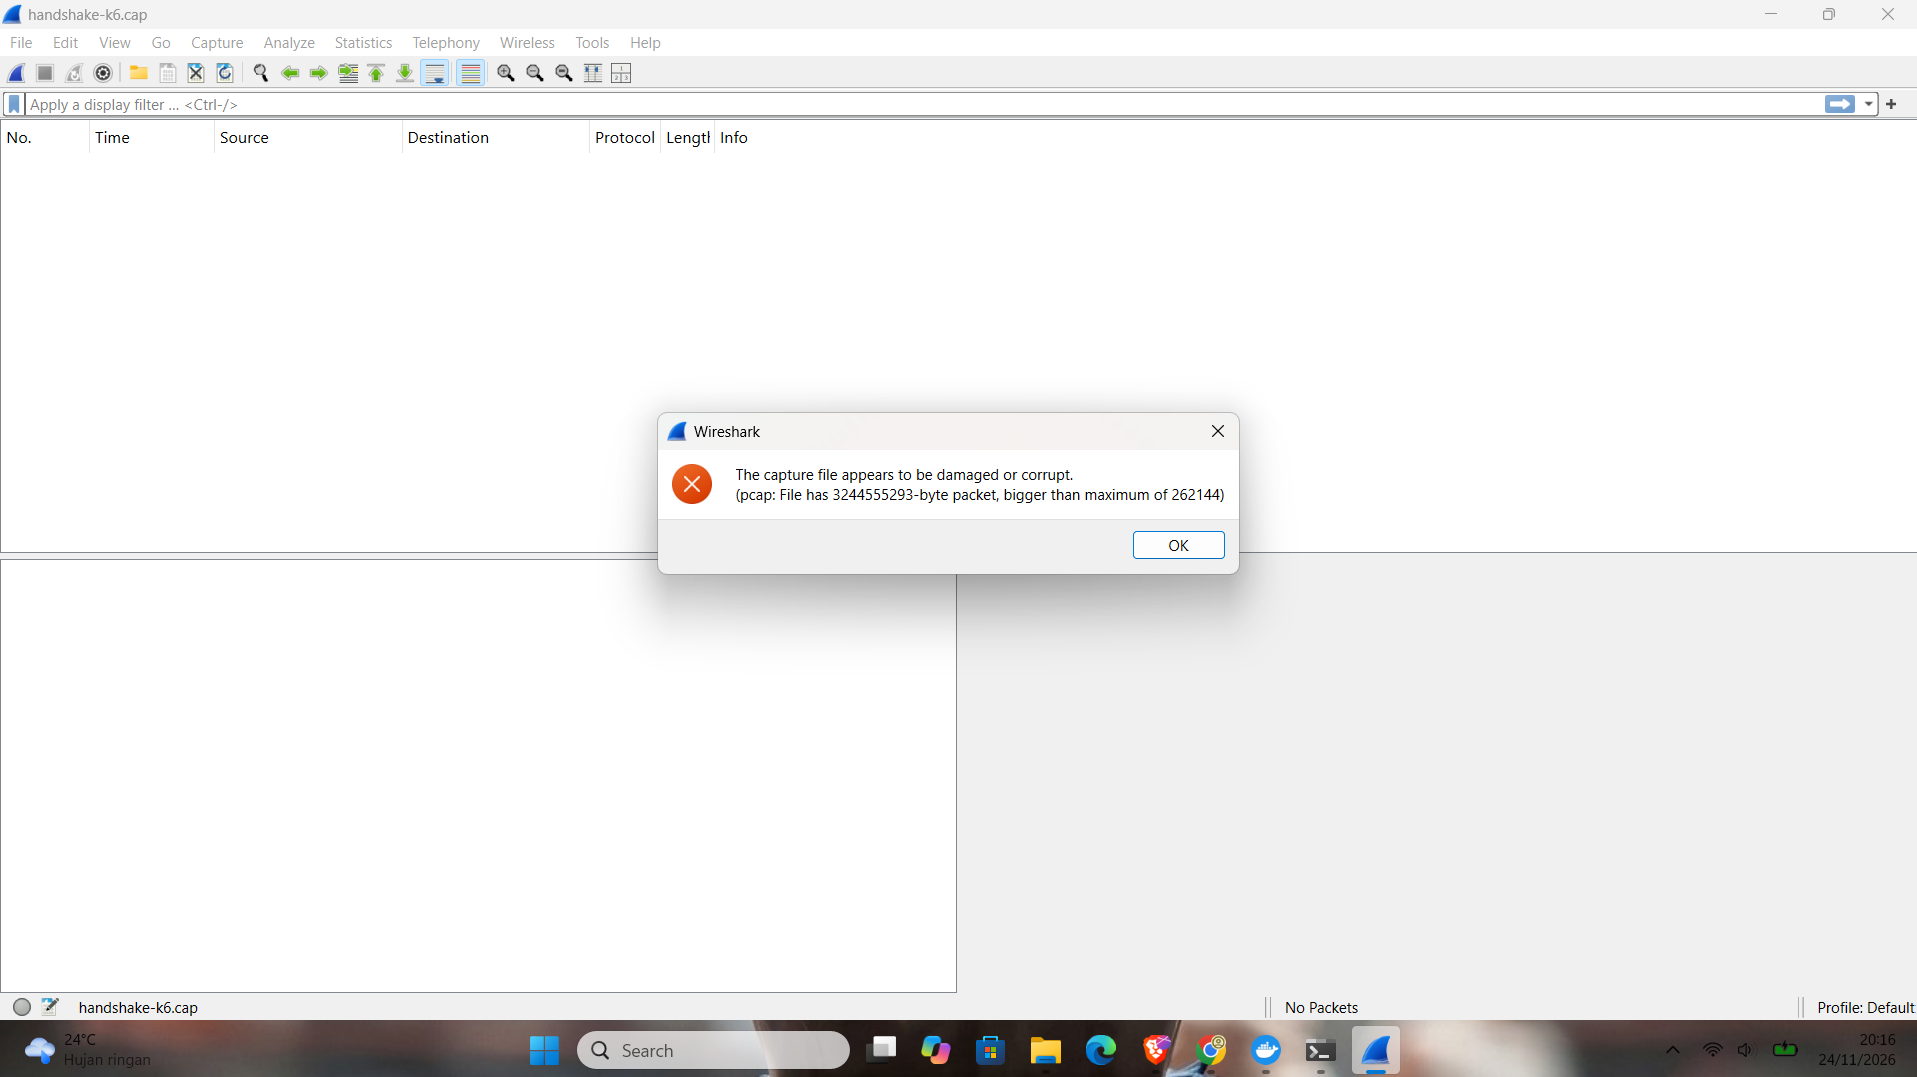 handshake-k6.cap
File Edit View Go Capture Analyze Statistics Telephony Wireless Tools Help
Apply a display filter ... <Ctrl-/>
No. Time Source Destination Protocol Lengtl Info
Wireshark
The capture file appears to be damaged or corrupt.
(pcap: File has 3244555293-byte packet, bigger than maximum of 262144)
OK
handshake-k6.cap No Packets Profile: Default
24°C
Hujan ringan
Search
20:16
24/11/2026